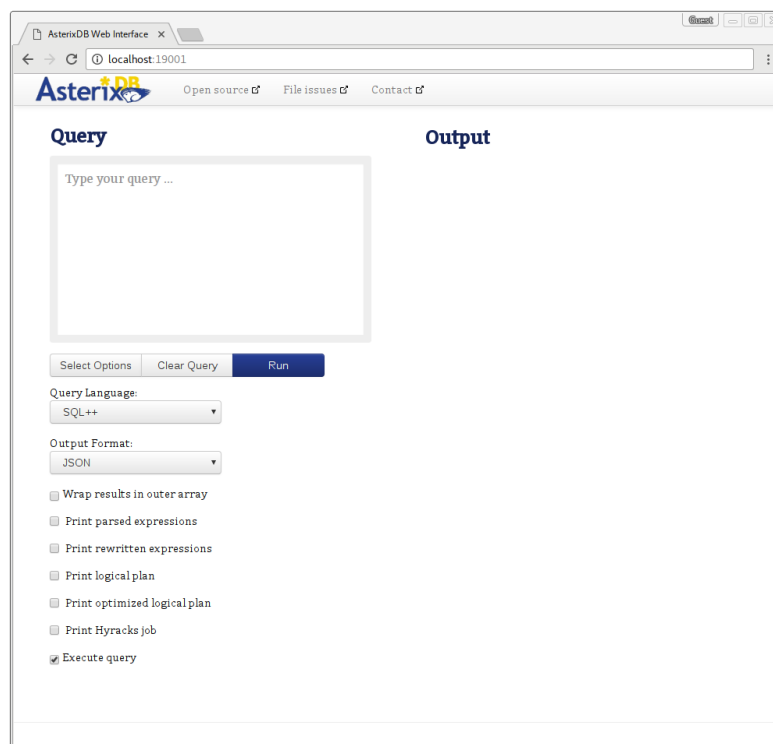 Guest
AsterixDB Web Interface
localhost:19001
AsterixDB
Open source
File issues
Contact
Query
Output
Type your query ...
Select Options
Clear Query
Run
Query Language:
SQL++
Output Format:
JSON
Wrap results in outer array
Print parsed expressions
Print rewritten expressions
Print logical plan
Print optimized logical plan
Print Hyracks job
Execute query